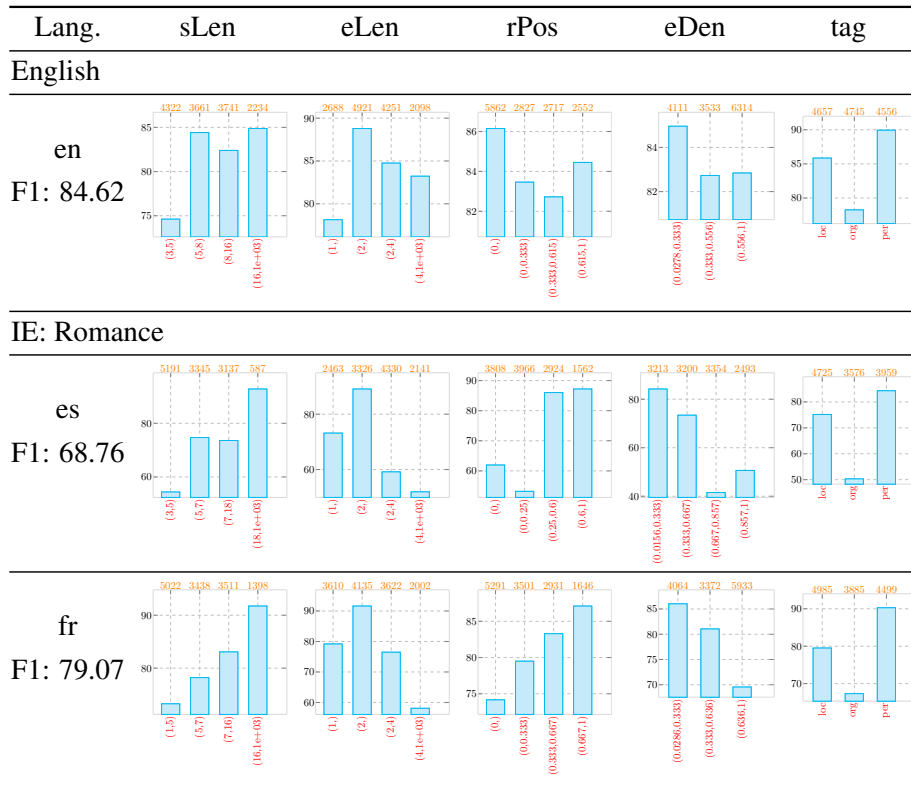 Lang. sLen eLen rPos eDen tag
English
en
F1: 84.62
4322 3661 3741 2234
85
80
75
(3,5) (5,8) (8,16) (16,1e+03)
2688 4921 4251 2098
90
85
80
(1,) (2,) (2,4) (4,1e+03)
5862 2827 2717 2552
86
84
82
(0,) (0,0.333) (0.333,0.615) (0.615,1)
4111 3533 6314
84
82
(0.0278,0.333) (0.333,0.556) (0.556,1)
4657 4745 4556
90
85
80
loc org per
IE: Romance
es
F1: 68.76
5191 3345 3137 587
80
60
(3,5) (5,7) (7,18) (18,1e+03)
2463 3326 4330 2141
80
60
(1,) (2,) (2,4) (4,1e+03)
3808 3966 2924 1562
90
80
70
60
(0,) (0,0.25) (0.25,0.6) (0.6,1)
3213 3200 3354 2493
80
60
40
(0.0156,0.333) (0.333,0.667) (0.667,0.857) (0.857,1)
4725 3576 3959
80
70
60
50
loc org per
fr
F1: 79.07
5022 3438 3511 1398
90
80
(1,5) (5,7) (7,16) (16,1e+03)
3610 4135 3622 2002
90
80
70
60
(1,) (2,) (2,4) (4,1e+03)
5291 3501 2931 1646
85
80
75
(0,) (0,0.333) (0.333,0.667) (0.667,1)
4064 3372 5933
85
80
75
70
(0.0286,0.333) (0.333,0.636) (0.636,1)
4985 3885 4499
90
80
70
loc org per